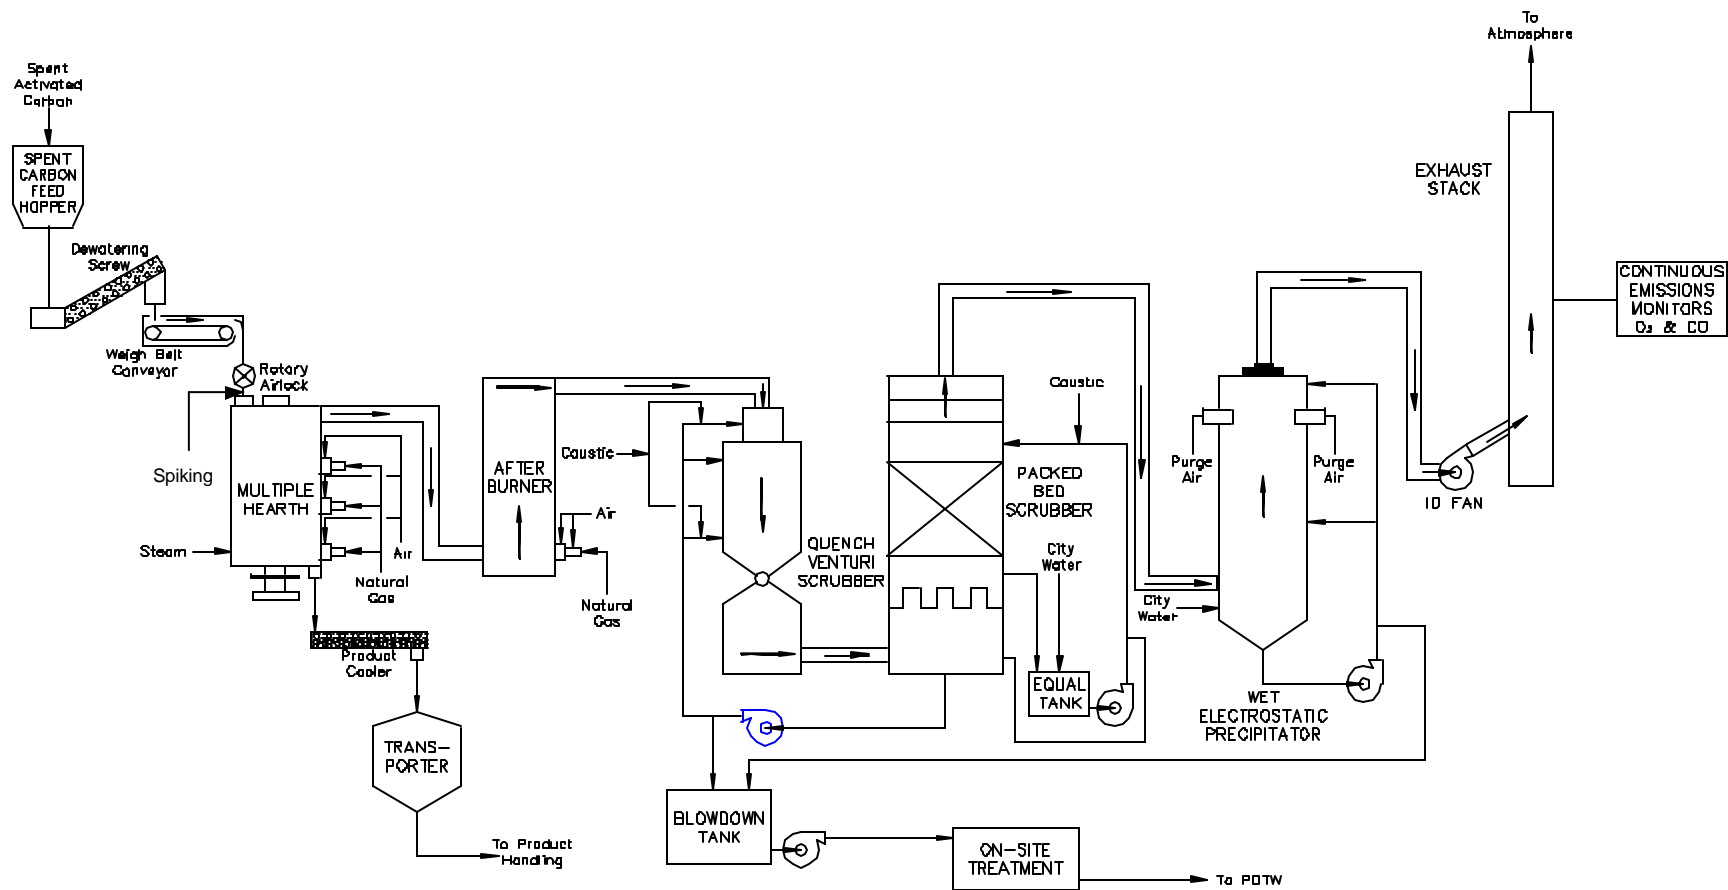 To
Atmosphere
Spent
Activated
Carbon
SPENT
CARBON
FEED
HOPPER
EXHAUST
STACK
Dewatering
Screw
CONTINUOUS
EMISSIONS
MONITORS
O2 & CO
Weigh Belt
Conveyor
Rotary
Airlock
Spiking
Caustic
Caustic
AFTER
BURNER
PACKED
BED
SCRUBBER
Purge
Air
Purge
Air
ID FAN
MULTIPLE
HEARTH
Air
Steam
Air
QUENCH
VENTURI
SCRUBBER
City
Water
Natural
Gas
Natural
Gas
City
Water
Product
Cooler
EQUAL
TANK
WET
ELECTROSTATIC
PRECIPITATOR
TRANS-
PORTER
BLOWDOWN
TANK
To Product
Handling
ON-SITE
TREATMENT
To POTW